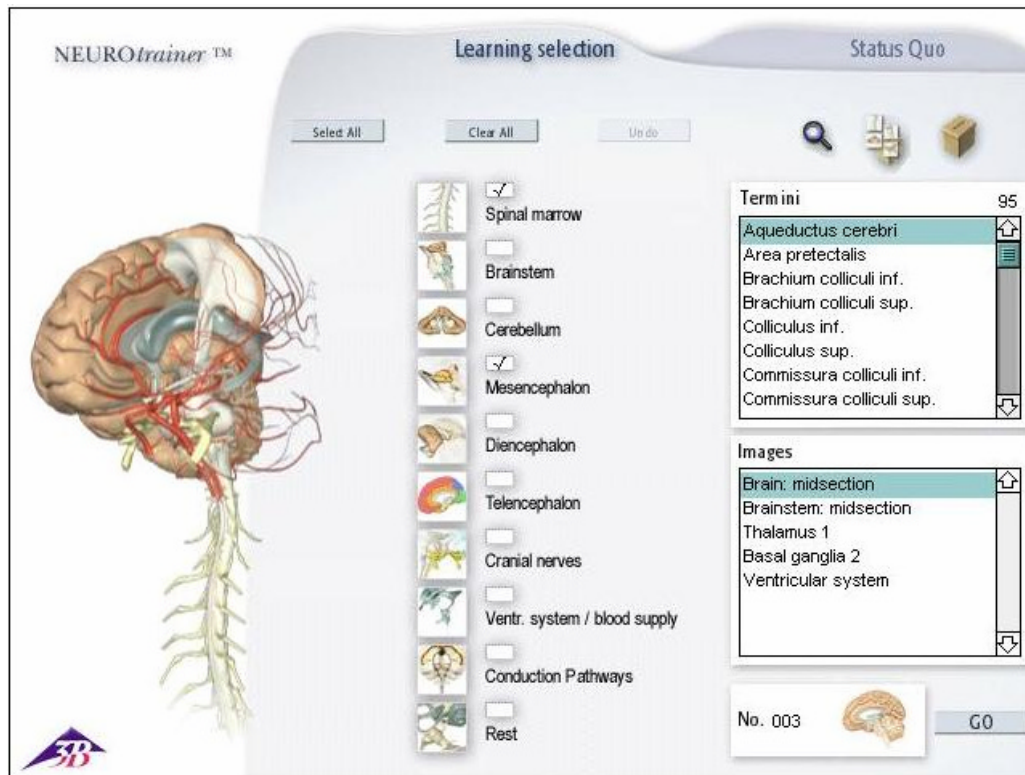 NEUROtrainer ™
Learning selection
Status Quo
Select All
Clear All
Undo
Spinal marrow
Brainstem
Cerebellum
Mesencephalon
Diencephalon
Telencephalon
Cranial nerves
Ventr. system / blood supply
Conduction Pathways
Rest
Termini 95
Aqueductus cerebri
Area pretectalis
Brachium colliculi inf.
Brachium colliculi sup.
Colliculus inf.
Colliculus sup.
Commissura colliculi inf.
Commissura colliculi sup.
Images
Brain: midsection
Brainstem: midsection
Thalamus 1
Basal ganglia 2
Ventricular system
No. 003
GO
3B